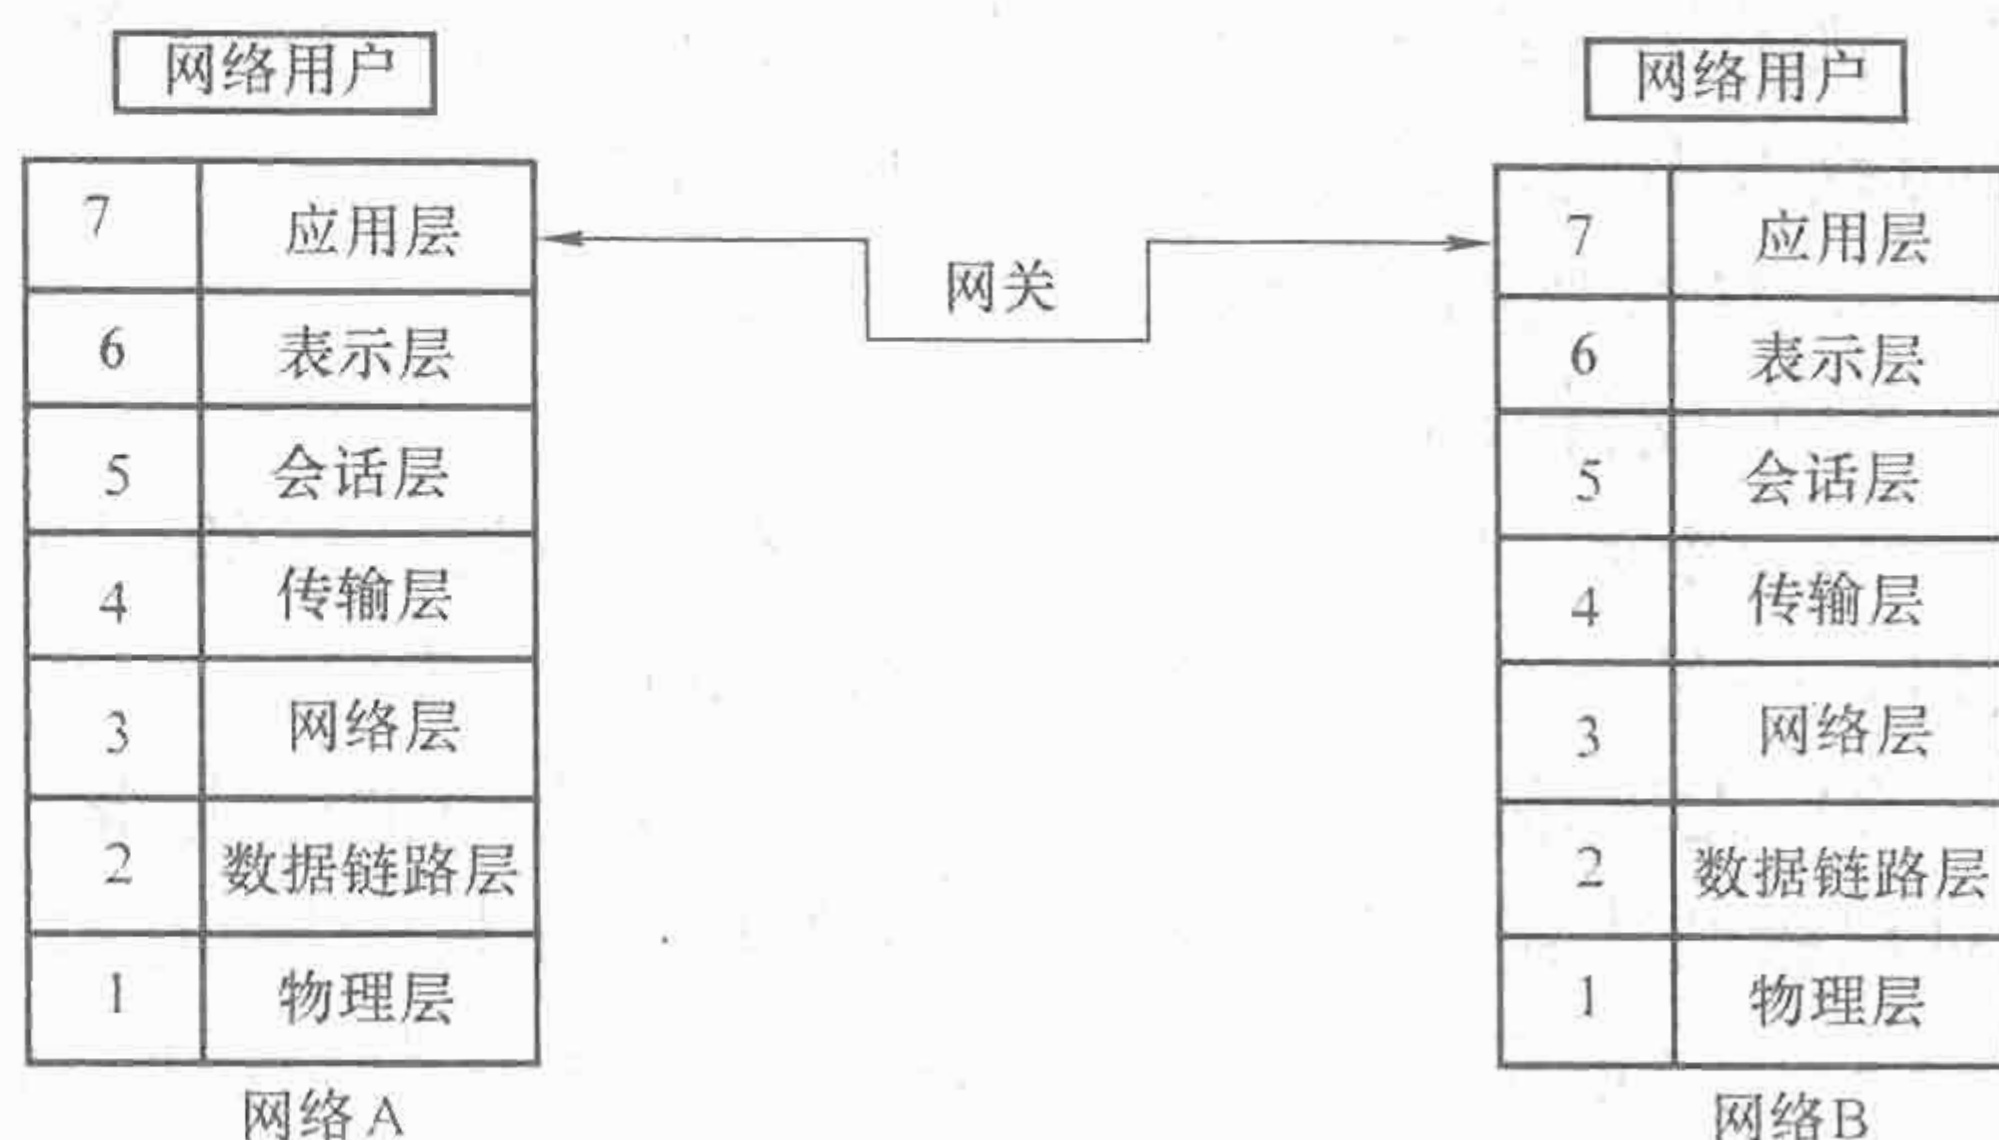 网络用户
网络用户
7 应用层
6 表示层
5 会话层
4 传输层
3 网络层
2 数据链路层
1 物理层
网络A
网关
7 应用层
6 表示层
5 会话层
4 传输层
3 网络层
2 数据链路层
1 物理层
网络B